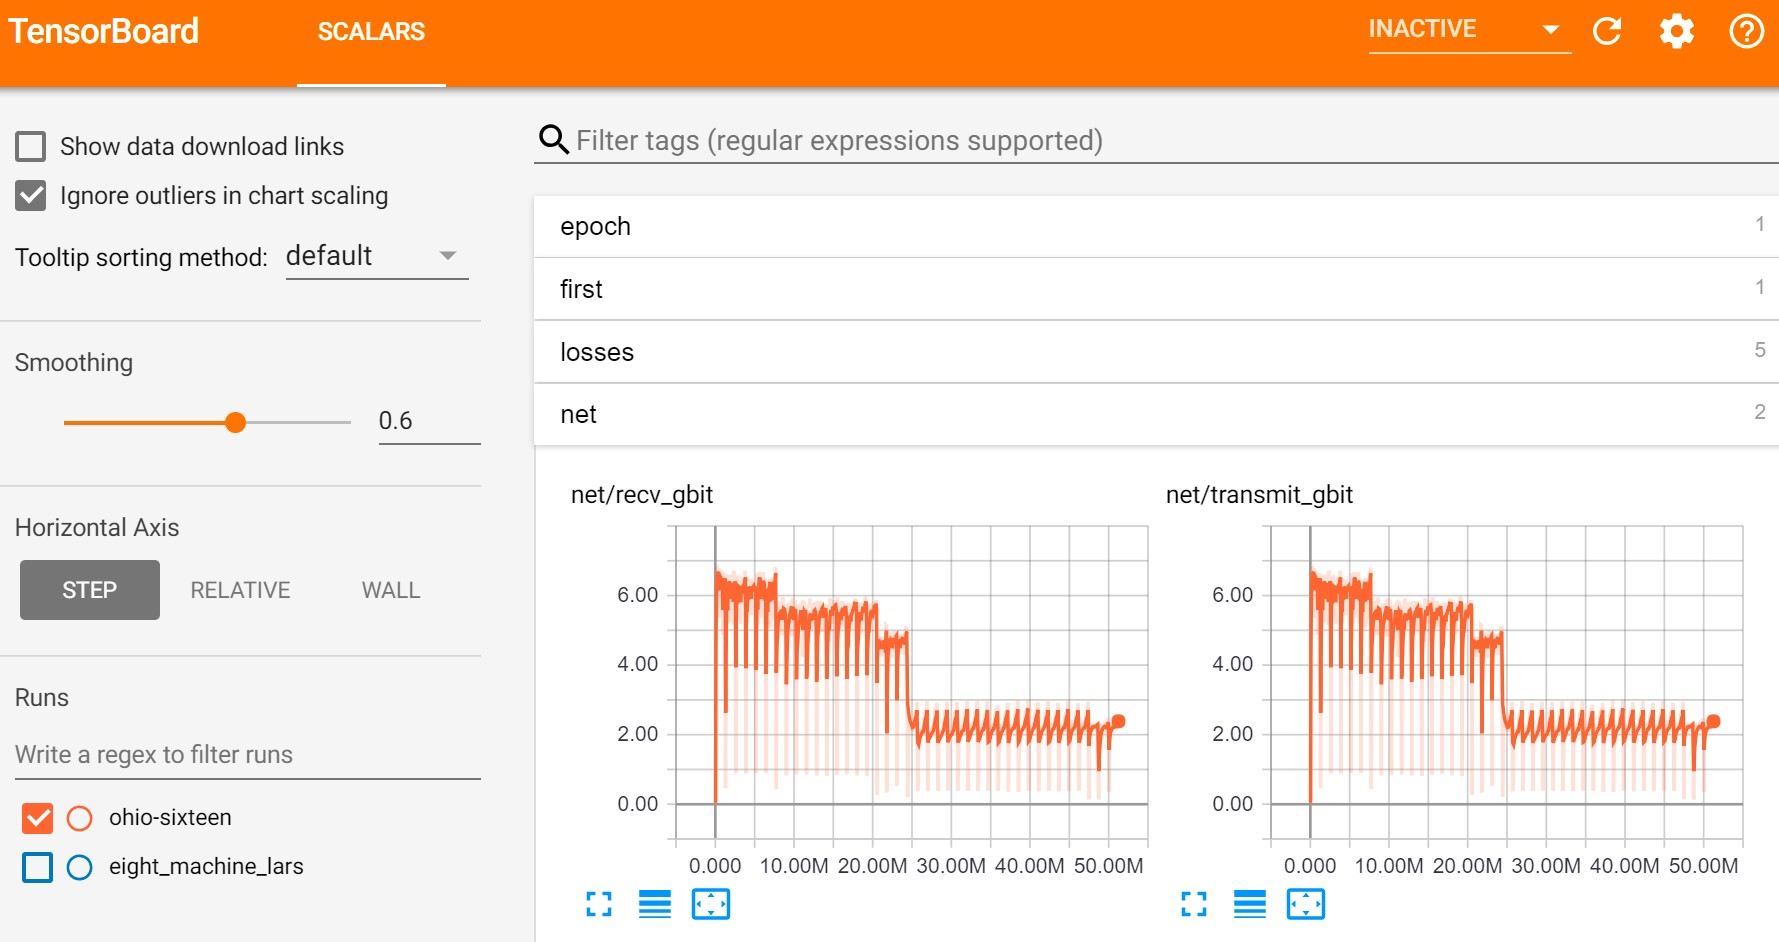 TensorBoard
SCALARS
INACTIVE
Show data download links
Ignore outliers in chart scaling
Tooltip sorting method: default
Smoothing
0.6
Horizontal Axis
STEP RELATIVE WALL
Runs
Write a regex to filter runs
ohio-sixteen
eight_machine_lars
Filter tags (regular expressions supported)
epoch 1
first 1
losses 5
net 2
net/recv_gbit
6.00
4.00
2.00
0.00
0.000 10.00M 20.00M 30.00M 40.00M 50.00M
net/transmit_gbit
6.00
4.00
2.00
0.00
0.000 10.00M 20.00M 30.00M 40.00M 50.00M